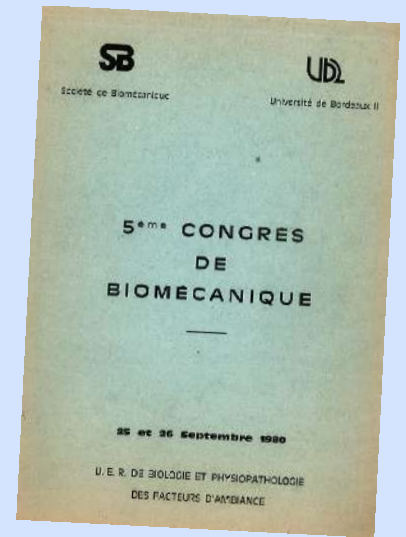 SB
UB2
Société de Biomécanique
Université de Bordeaux II
5ème CONGRES
DE
BIOMÉCANIQUE
25 et 26 Septembre 1980
U. E. R. DE BIOLOGIE ET PHYSIOPATHOLOGIE
DES FACTEURS D'AMBIANCE